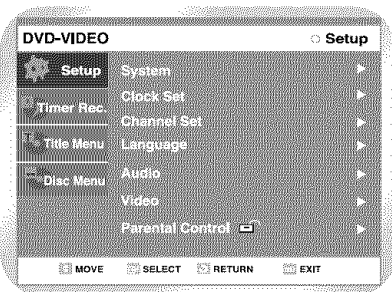 DVD-VIDEO
Setup
Setup
System
Clock Set
Timer Rec.
Channel Set
Title Menu
Language
Disc Menu
Audio
Video
Parental Control
MOVE SELECT RETURN EXIT